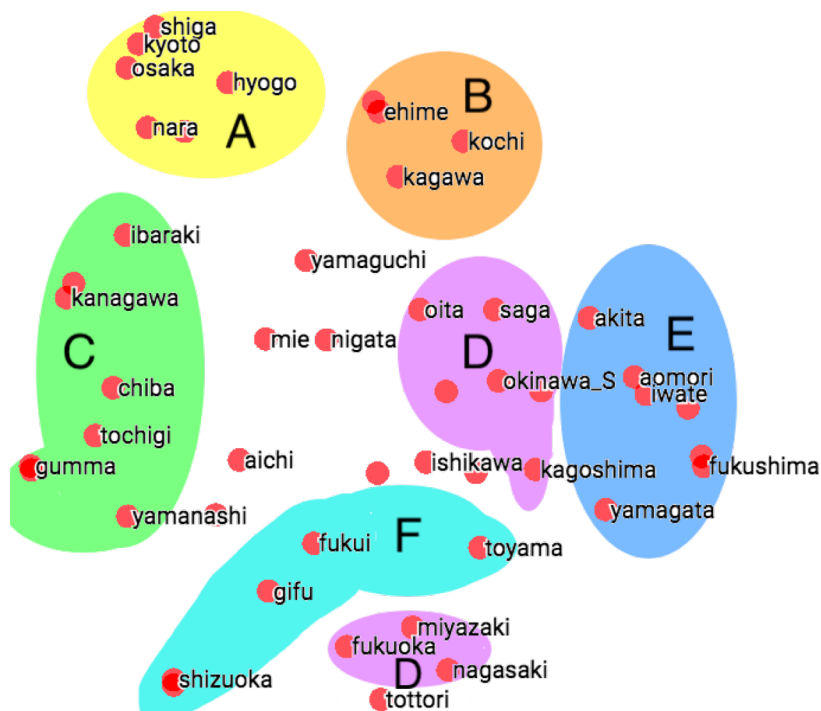 shiga
kyoto
osaka
hyogo
nara
A
B
ehime
kochi
kagawa
ibaraki
kanagawa
C
chiba
tochigi
gumma
yamanashi
yamaguchi
mie
nigata
aichi
oita
saga
D
okinawa_S
ishikawa
kagoshima
akita
E
aomori
iwate
fukushima
yamagata
F
fukui
toyama
gifu
shizuoka
miyazaki
fukuoka
nagasaki
D
tottori